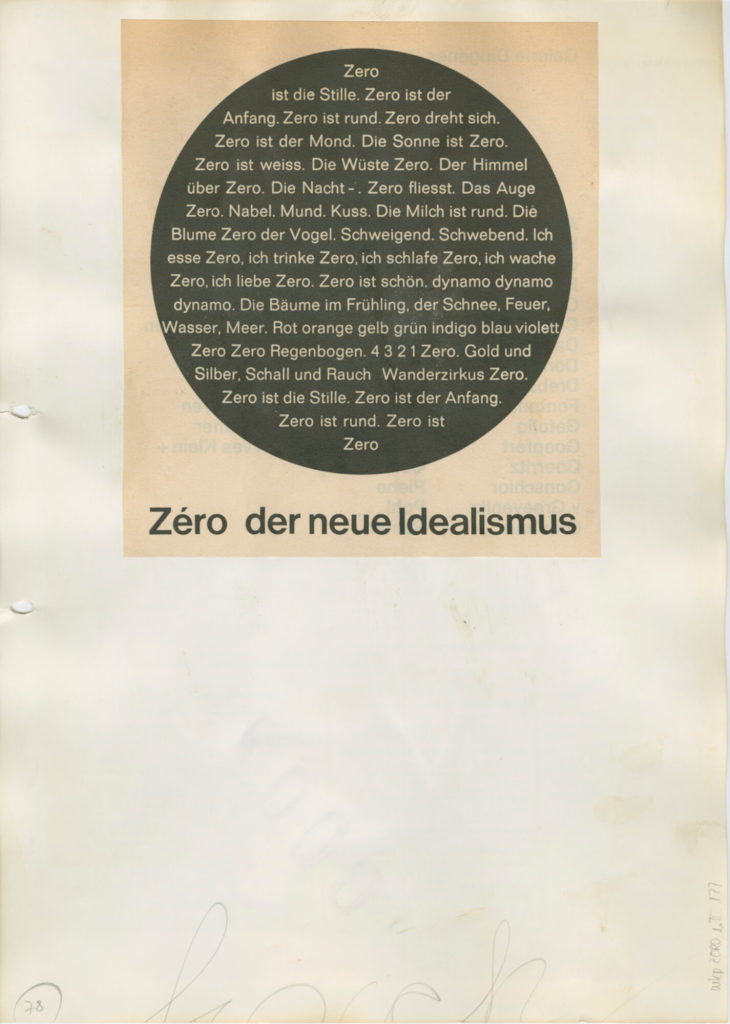 Zero
ist die Stille. Zero ist der
Anfang. Zero ist rund. Zero dreht sich.
Zero ist der Mond. Die Sonne ist Zero.
Zero ist weiss. Die Wüste Zero. Der Himmel
über Zero. Die Nacht -. Zero fliesst. Das Auge
Zero. Nabel. Mund. Kuss. Die Milch ist rund. Die
Blume Zero der Vogel. Schweigend. Schwebend. Ich
esse Zero, ich trinke Zero, ich schlafe Zero, ich wache
Zero, ich liebe Zero. Zero ist schön. dynamo dynamo
dynamo. Die Bäume im Frühling, der Schnee, Feuer,
Wasser, Meer. Rot orange gelb grün indigo blau violett
Zero Zero Regenbogen. 4 3 2 1 Zero. Gold und
Silber, Schall und Rauch Wanderzirkus Zero.
Zero ist die Stille. Zero ist der Anfang.
Zero ist rund. Zero ist
Zero
Zéro der neue Idealismus
mkp ZERO 1, II 177
78